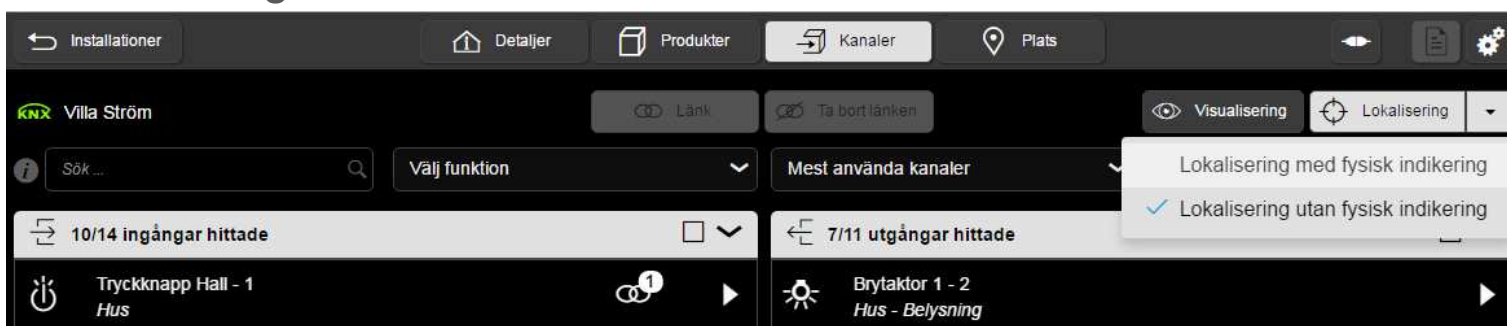 Installationer
Detaljer
Produkter
Kanaler
Plats
KNX Villa Ström
Länk
Ta bort länken
Visualisering
Lokalisering
i
Sök ...
Välj funktion
Mest använda kanaler
Lokalisering med fysisk indikering
Lokalisering utan fysisk indikering
10/14 ingångar hittade
7/11 utgångar hittade
Tryckknapp Hall - 1
Hus
1
Brytaktor 1 - 2
Hus - Belysning